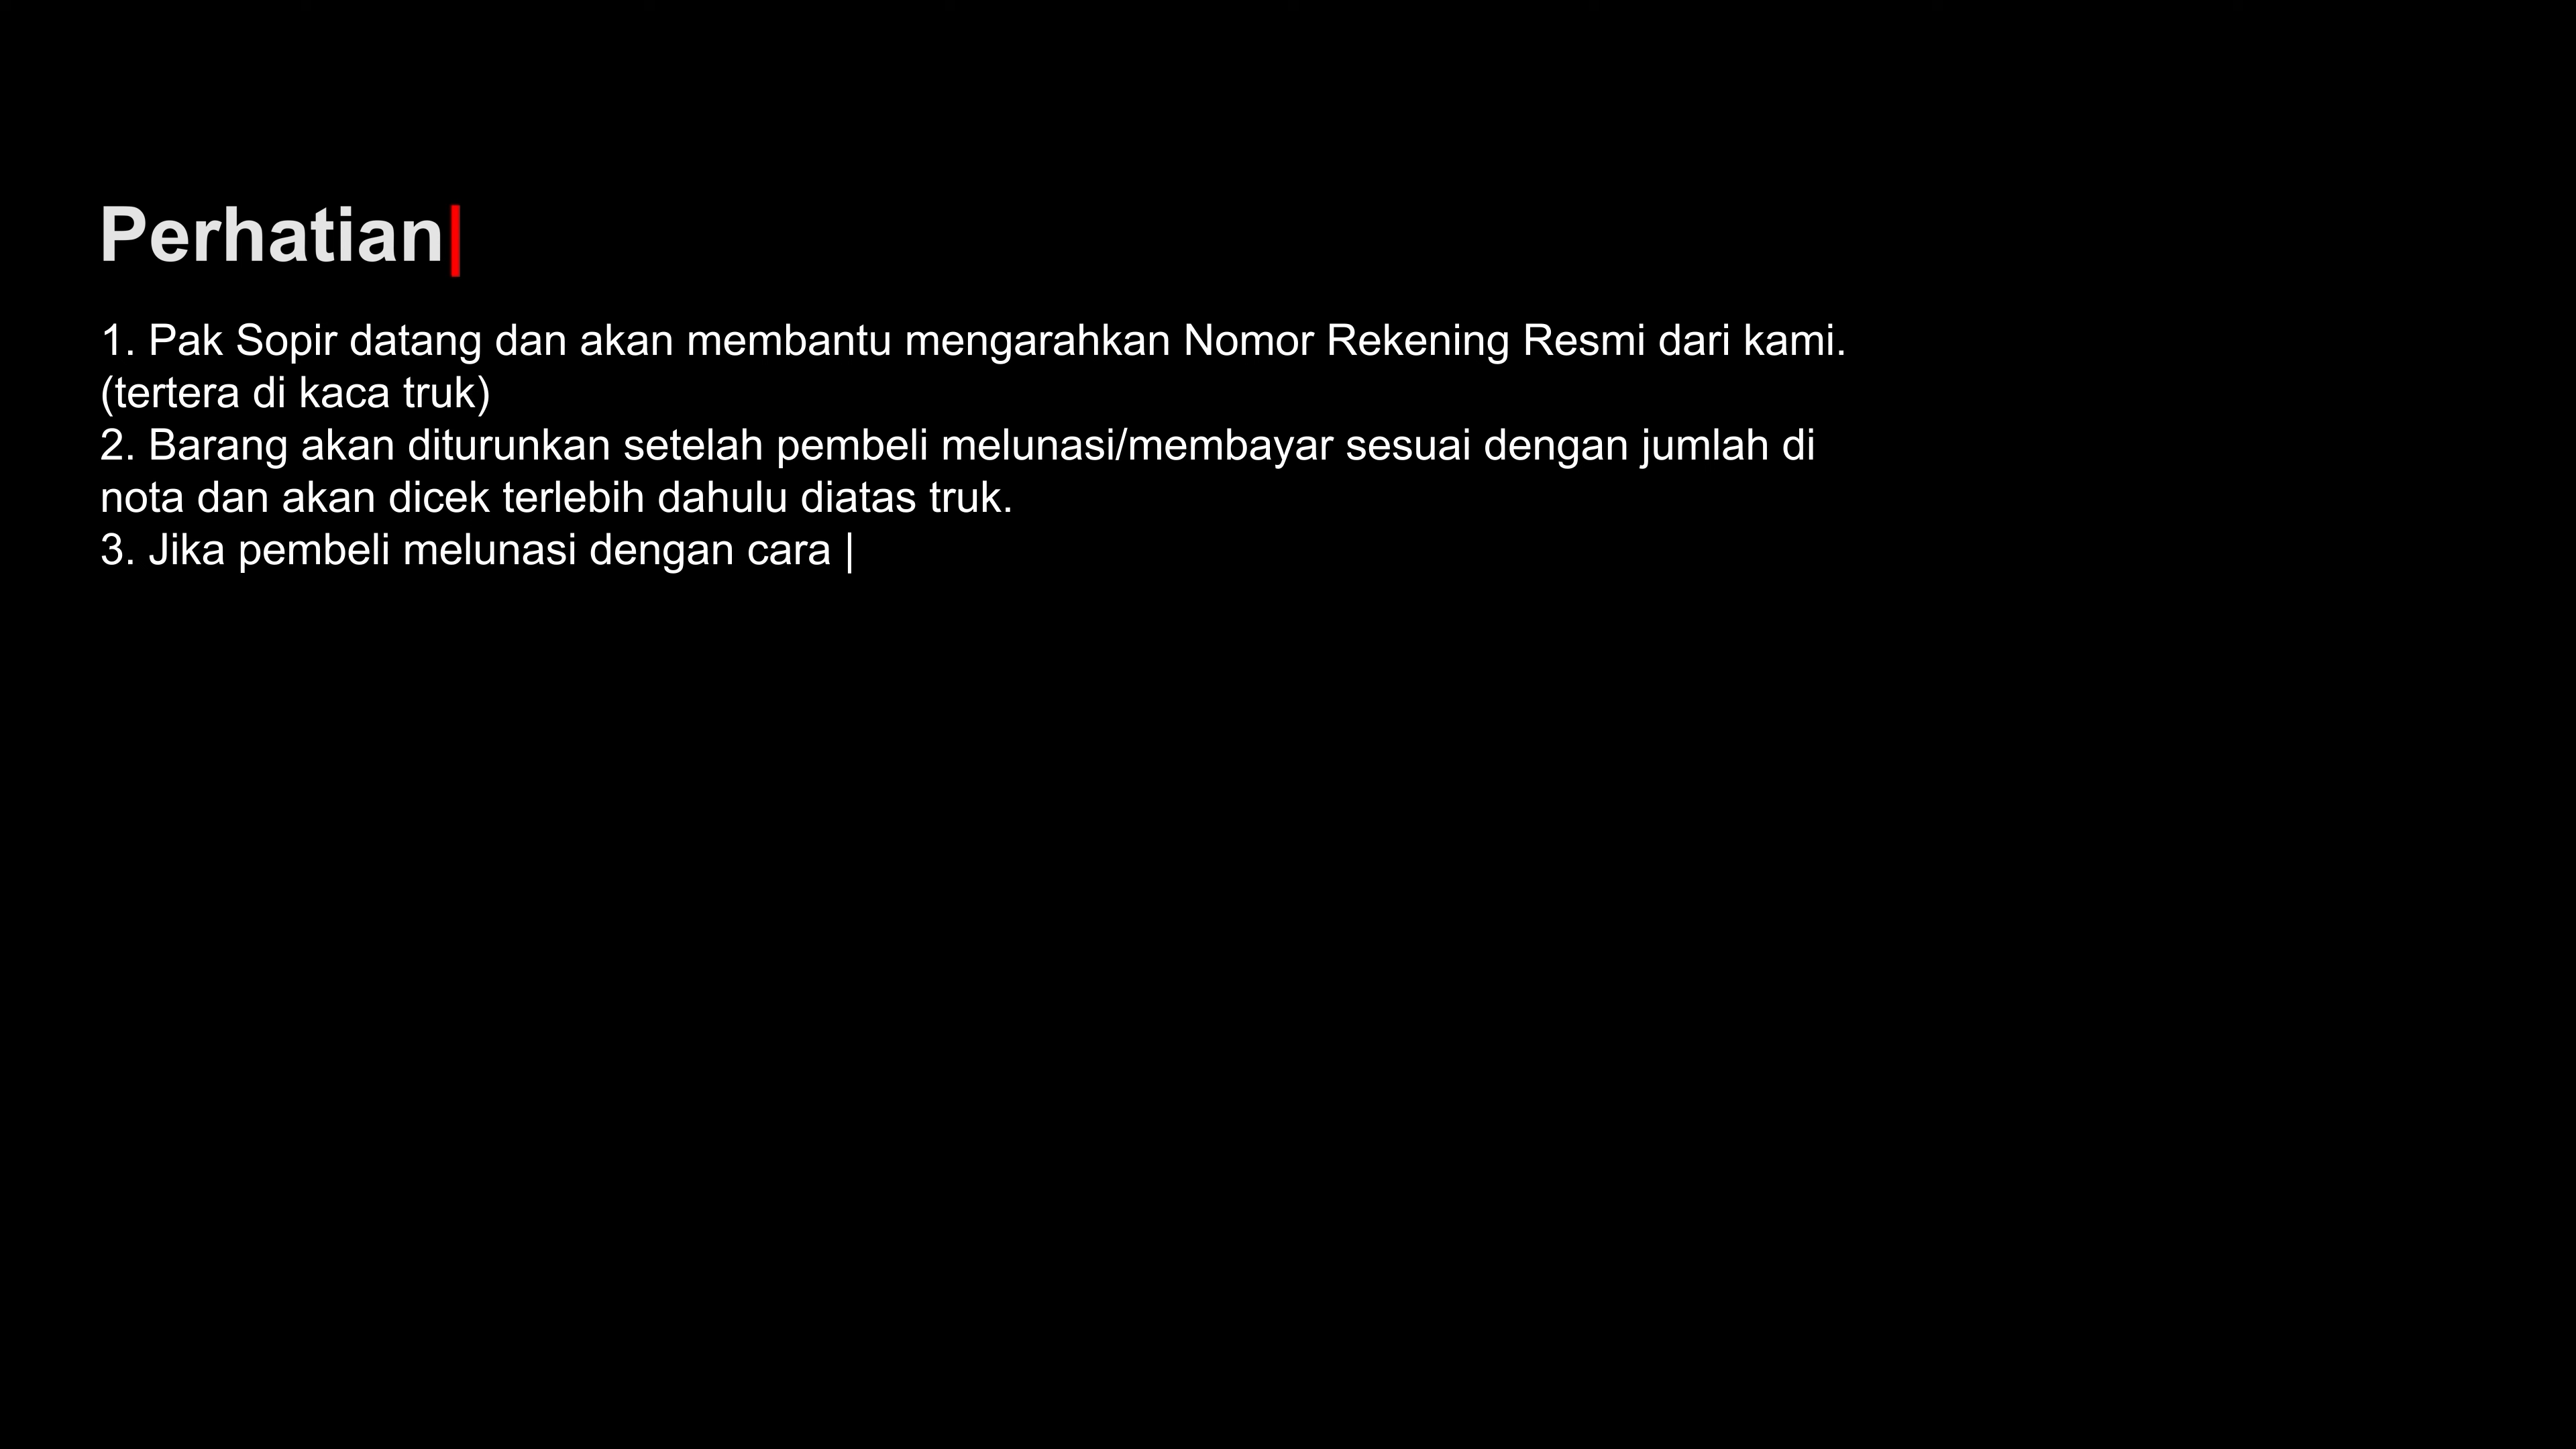 Perhatian|
1. Pak Sopir datang dan akan membantu mengarahkan Nomor Rekening Resmi dari kami.
(tertera di kaca truk)
2. Barang akan diturunkan setelah pembeli melunasi/membayar sesuai dengan jumlah di
nota dan akan dicek terlebih dahulu diatas truk.
3. Jika pembeli melunasi dengan cara |